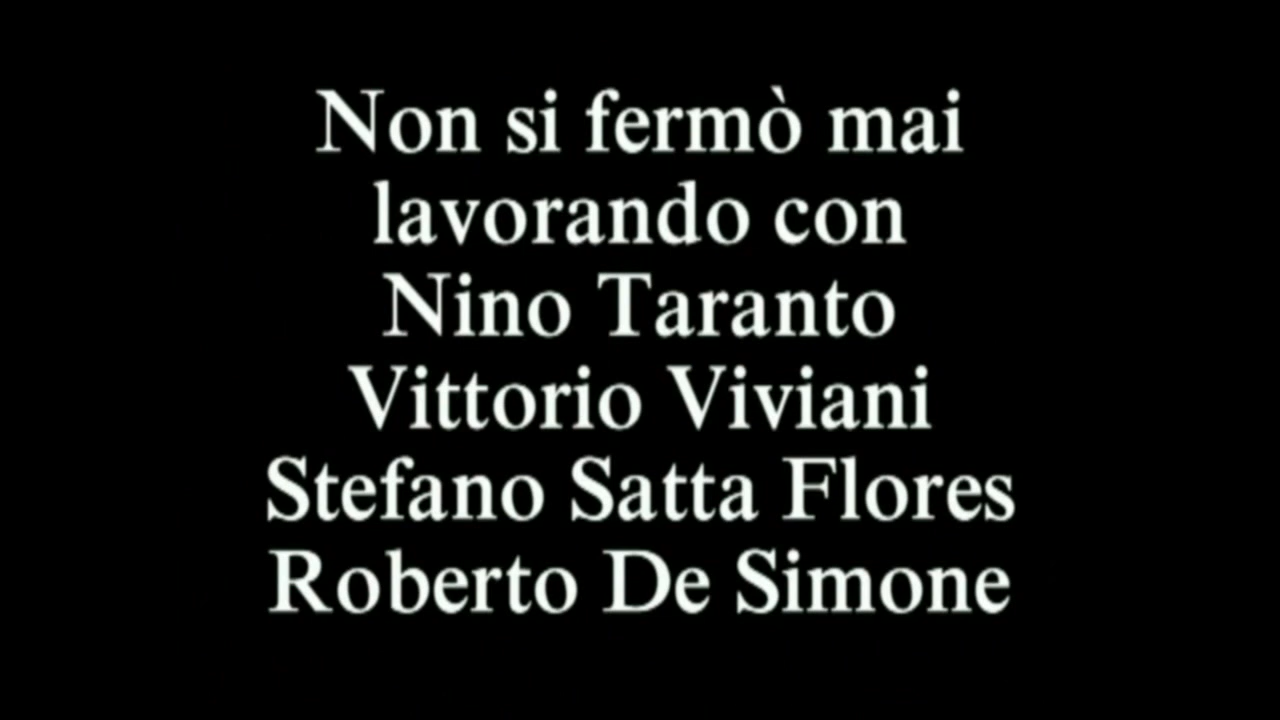 Non si fermò mai
lavorando con
Nino Taranto
Vittorio Viviani
Stefano Satta Flores
Roberto De Simone